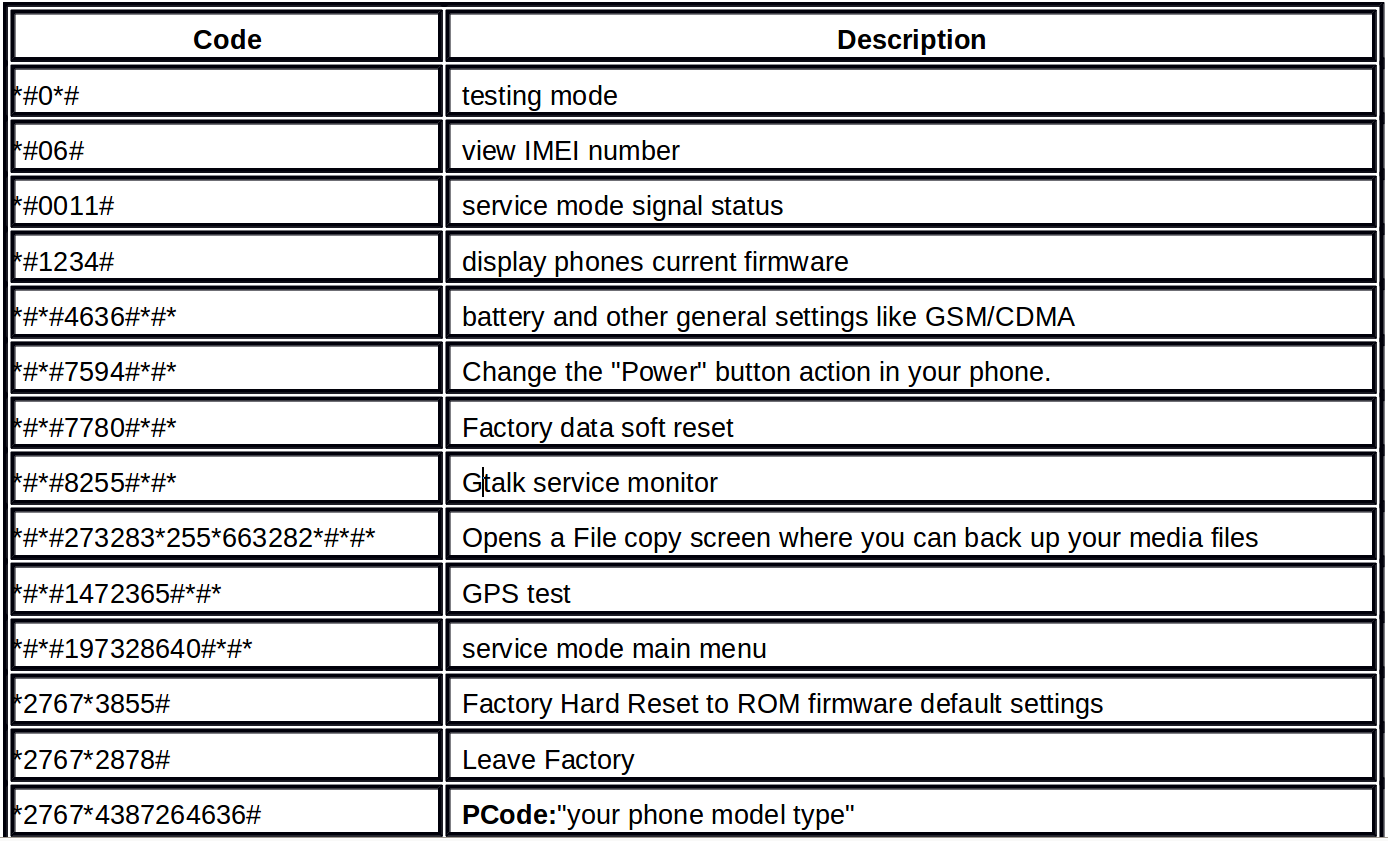 Code Description
*#0*# testing mode
*#06# view IMEI number
*#0011# service mode signal status
*#1234# display phones current firmware
*#*#4636#*#* battery and other general settings like GSM/CDMA
*#*#7594#*#* Change the "Power" button action in your phone.
*#*#7780#*#* Factory data soft reset
*#*#8255#*#* Gtalk service monitor
*#*#273283*255*663282*#*#* Opens a File copy screen where you can back up your media files
*#*#1472365#*#* GPS test
*#*#197328640#*#* service mode main menu
*2767*3855# Factory Hard Reset to ROM firmware default settings
*2767*2878# Leave Factory
*2767*4387264636# PCode:"your phone model type"